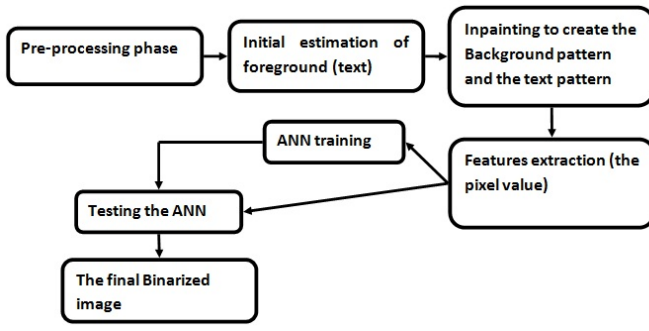 Pre-processing phase
Initial estimation of
foreground (text)
Inpainting to create the
Background pattern
and the text pattern
Features extraction (the
pixel value)
ANN training
Testing the ANN
The final Binarized
image